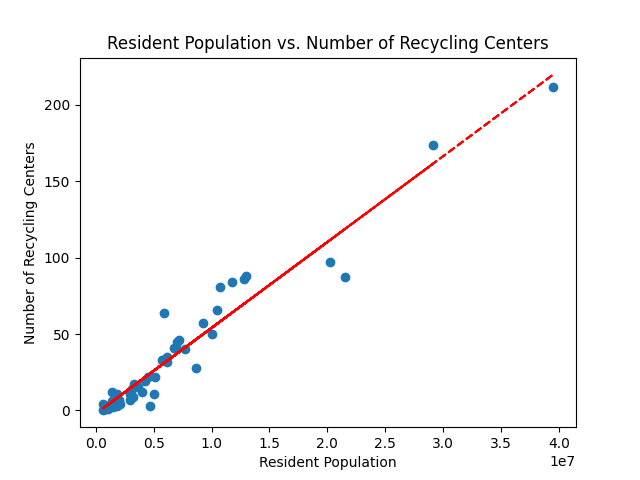 Resident Population vs. Number of Recycling Centers
Number of Recycling Centers
200
150
100
50
0
0.0 0.5 1.0 1.5 2.0 2.5 3.0 3.5 4.0
1e7
Resident Population